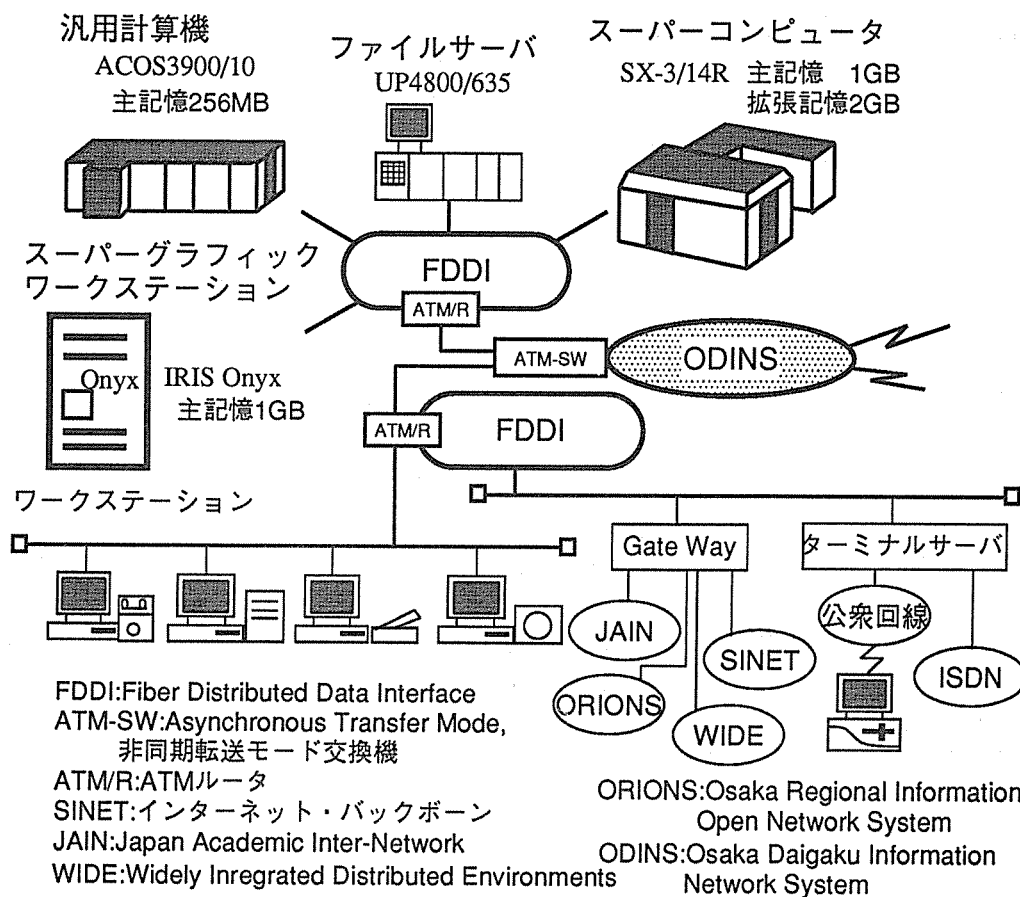 汎用計算機
ACOS3900/10
主記憶256MB
ファイルサーバ
UP4800/635
スーパーコンピュータ
SX-3/14R 主記憶 1GB
拡張記憶2GB
スーパーグラフィック
ワークステーション
Onyx
IRIS Onyx
主記憶1GB
FDDI
ATM/R
ATM-SW
ODINS
ATM/R
FDDI
ワークステーション
Gate Way
ターミナルサーバ
JAIN
ORIONS
WIDE
SINET
公衆回線
ISDN
FDDI:Fiber Distributed Data Interface
ATM-SW:Asynchronous Transfer Mode,
非同期転送モード交換機
ATM/R:ATMルータ
SINET:インターネット・バックボーン
JAIN:Japan Academic Inter-Network
WIDE:Widely Inregrated Distributed Environments
ORIONS:Osaka Regional Information
Open Network System
ODINS:Osaka Daigaku Information
Network System